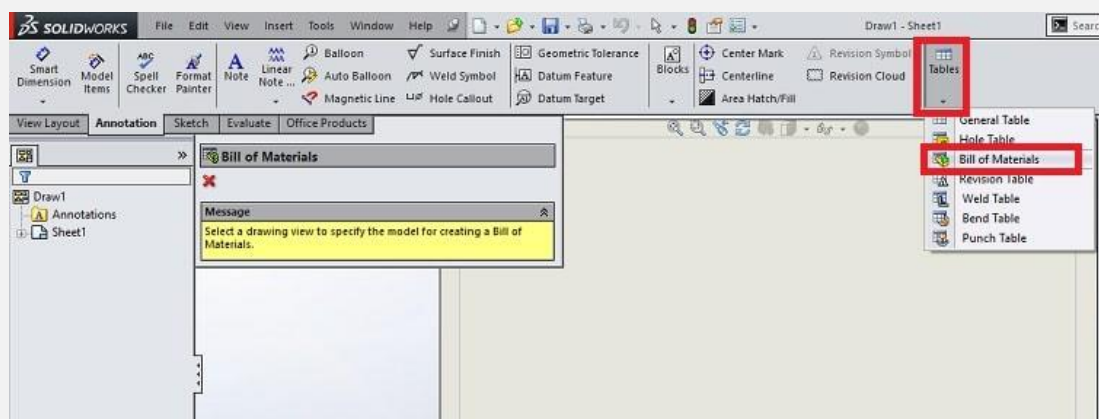 SOLIDWORKS File Edit View Insert Tools Window Help Draw1 - Sheet1 Searc
Smart Dimension
Model Items
ABC
Spell Checker
Format Painter
A
Note
Linear Note ...
Balloon
Auto Balloon
Magnetic Line
Surface Finish
Weld Symbol
Hole Callout
Geometric Tolerance
Datum Feature
Datum Target
Blocks
Center Mark
Centerline
Area Hatch/Fill
Revision Symbol
Revision Cloud
Tables
View Layout Annotation Sketch Evaluate Office Products
General Table
Hole Table
Bill of Materials
Revision Table
Weld Table
Bend Table
Punch Table
Draw1
A Annotations
Sheet1
Bill of Materials
Message
Select a drawing view to specify the model for creating a Bill of
Materials.